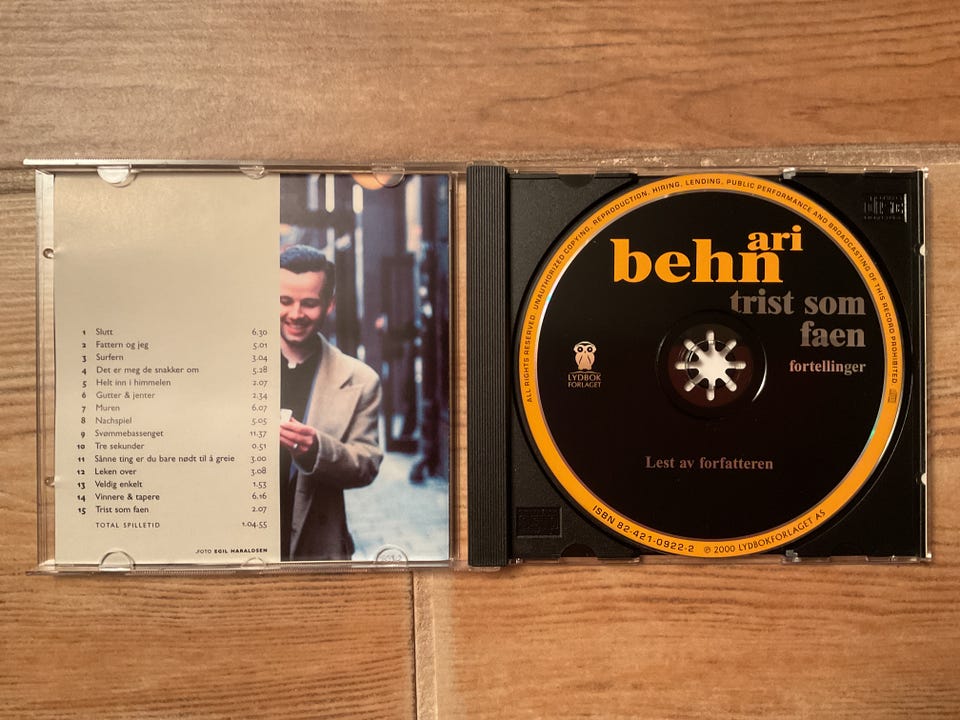 1 Slutt 6.30
2 Fattern og jeg 5.01
3 Surfern 3.04
4 Det er meg de snakker om 5.28
5 Helt inn i himmelen 2.07
6 Gutter & jenter 2.34
7 Muren 6.07
8 Nachspiel 5.05
9 Svømmebassenget 11.37
10 Tre sekunder 0.51
11 Sånne ting er du bare nødt til å greie 3.00
12 Leken over 3.08
13 Veldig enkelt 1.53
14 Vinnere & tapere 6.16
15 Trist som faen 2.07
TOTAL SPILLETID 1.04.55
FOTO EGIL HARALDSEN
ALL RIGHTS RESERVED. UNAUTHORIZED COPYING, REPRODUCTION, HIRING, LENDING, PUBLIC PERFORMANCE AND BROADCASTING OF THIS RECORD PROHIBITED
ari
behn
trist som
faen
fortellinger
LYDBOK
FORLAGET
Lest av forfatteren
ISBN 82-421-0922-2 ℗ 2000 LYDBOKFORLAGET AS